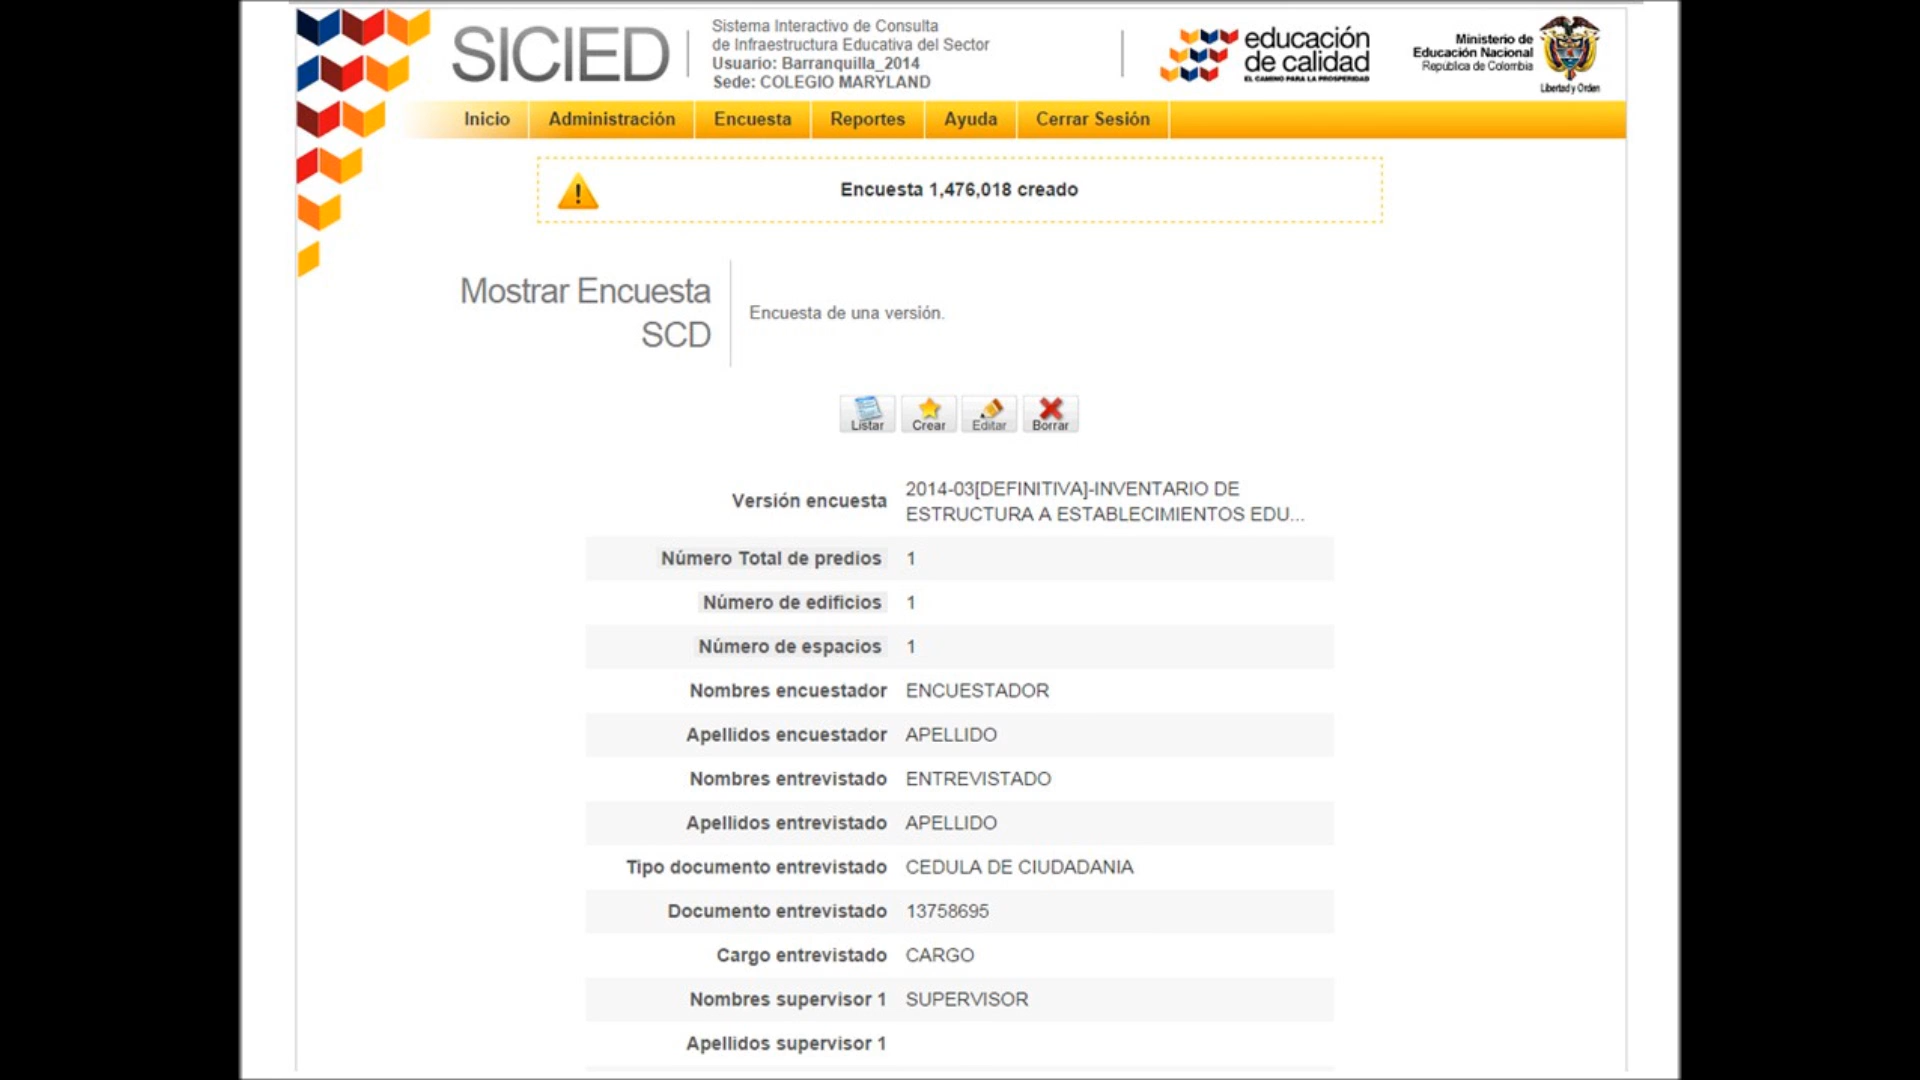 SICIED
Sistema Interactivo de Consulta
de Infraestructura Educativa del Sector
Usuario: Barranquilla_2014
Sede: COLEGIO MARYLAND
educación
de calidad
EL CAMINO PARA LA PROSPERIDAD
Ministerio de
Educación Nacional
República de Colombia
Libertad y Orden
Inicio Administración Encuesta Reportes Ayuda Cerrar Sesión
Encuesta 1,476,018 creado
Mostrar Encuesta
SCD
Encuesta de una versión.
Listar Crear Editar Borrar
Versión encuesta 2014-03[DEFINITIVA]-INVENTARIO DE
ESTRUCTURA A ESTABLECIMIENTOS EDU...
Número Total de predios 1
Número de edificios 1
Número de espacios 1
Nombres encuestador ENCUESTADOR
Apellidos encuestador APELLIDO
Nombres entrevistado ENTREVISTADO
Apellidos entrevistado APELLIDO
Tipo documento entrevistado CEDULA DE CIUDADANIA
Documento entrevistado 13758695
Cargo entrevistado CARGO
Nombres supervisor 1 SUPERVISOR
Apellidos supervisor 1